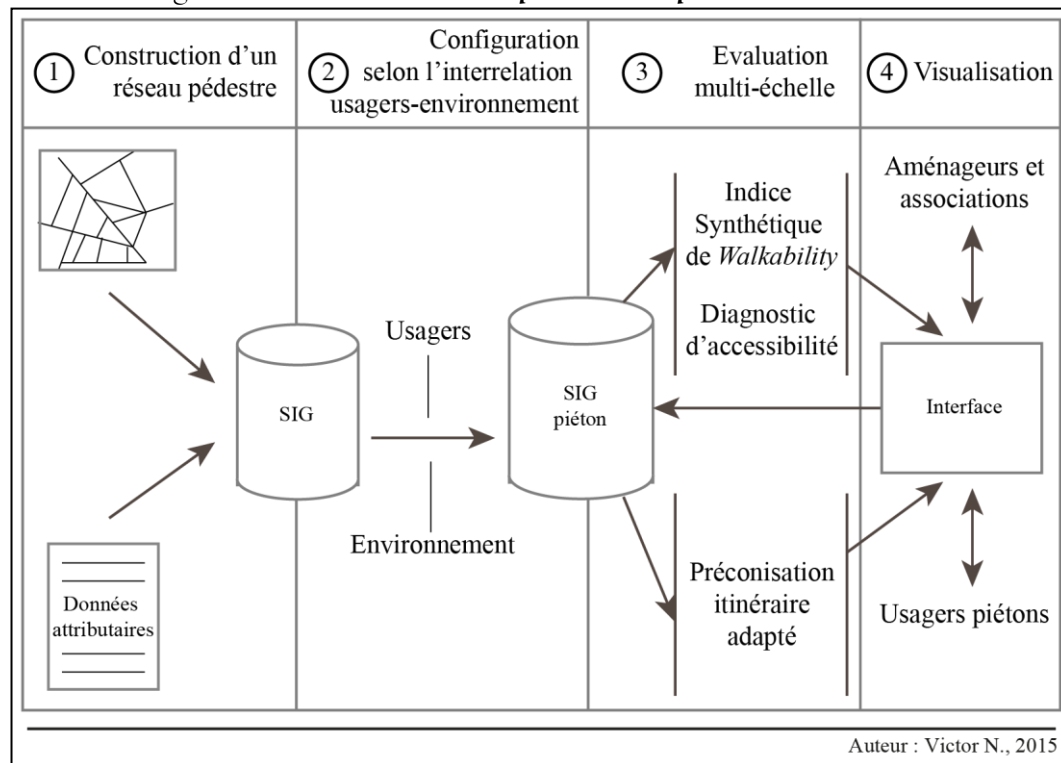 1
Construction d'un
réseau pédestre
2
Configuration
selon l'interrelation
usagers-environnement
3
Evaluation
multi-échelle
4
Visualisation
Données
attributaires
SIG
Usagers
Environnement
SIG
piéton
Indice
Synthétique
de Walkability
Diagnostic
d'accessibilité
Préconisation
itinéraire
adapté
Aménageurs et
associations
Interface
Usagers piétons
Auteur : Victor N., 2015